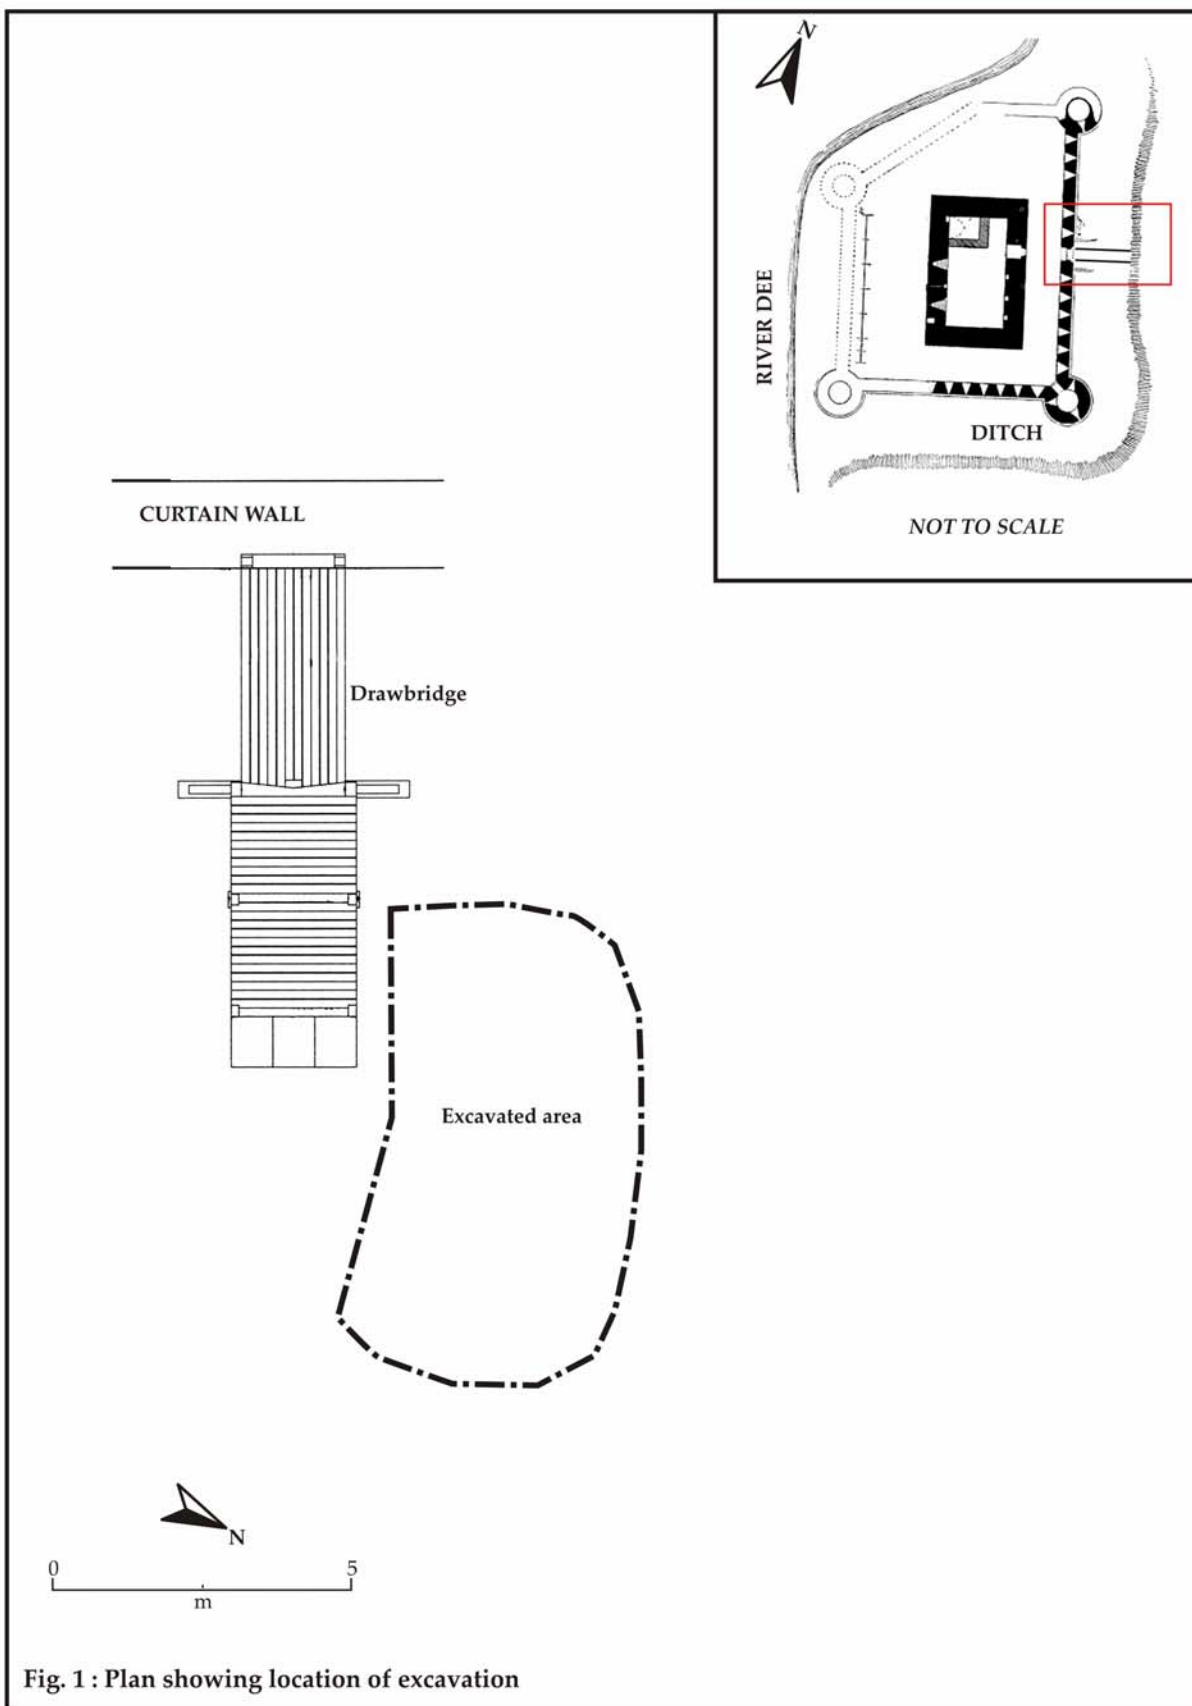 N
RIVER DEE
DITCH
NOT TO SCALE
CURTAIN WALL
Drawbridge
Excavated area
N
0 5
m
Fig. 1 : Plan showing location of excavation